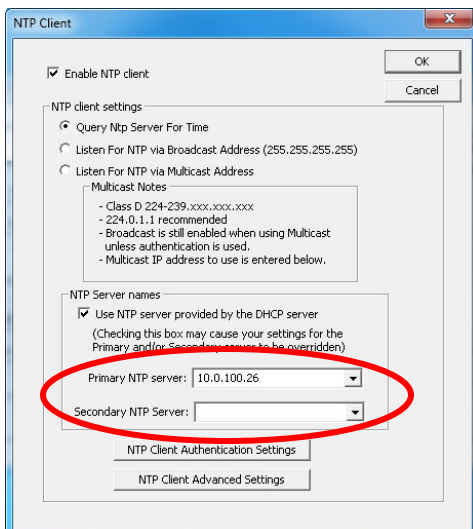 NTP Client
OK
Enable NTP client
Cancel
NTP client settings
Query Ntp Server For Time
Listen For NTP via Broadcast Address (255.255.255.255)
Listen For NTP via Multicast Address
Multicast Notes
- Class D 224-239.xxx.xxx.xxx
- 224.0.1.1 recommended
- Broadcast is still enabled when using Multicast
unless authentication is used.
- Multicast IP address to use is entered below.
NTP Server names
Use NTP server provided by the DHCP server
(Checking this box may cause your settings for the
Primary and/or Secondary server to be overridden)
Primary NTP server: 10.0.100.26
Secondary NTP Server:
NTP Client Authentication Settings
NTP Client Advanced Settings